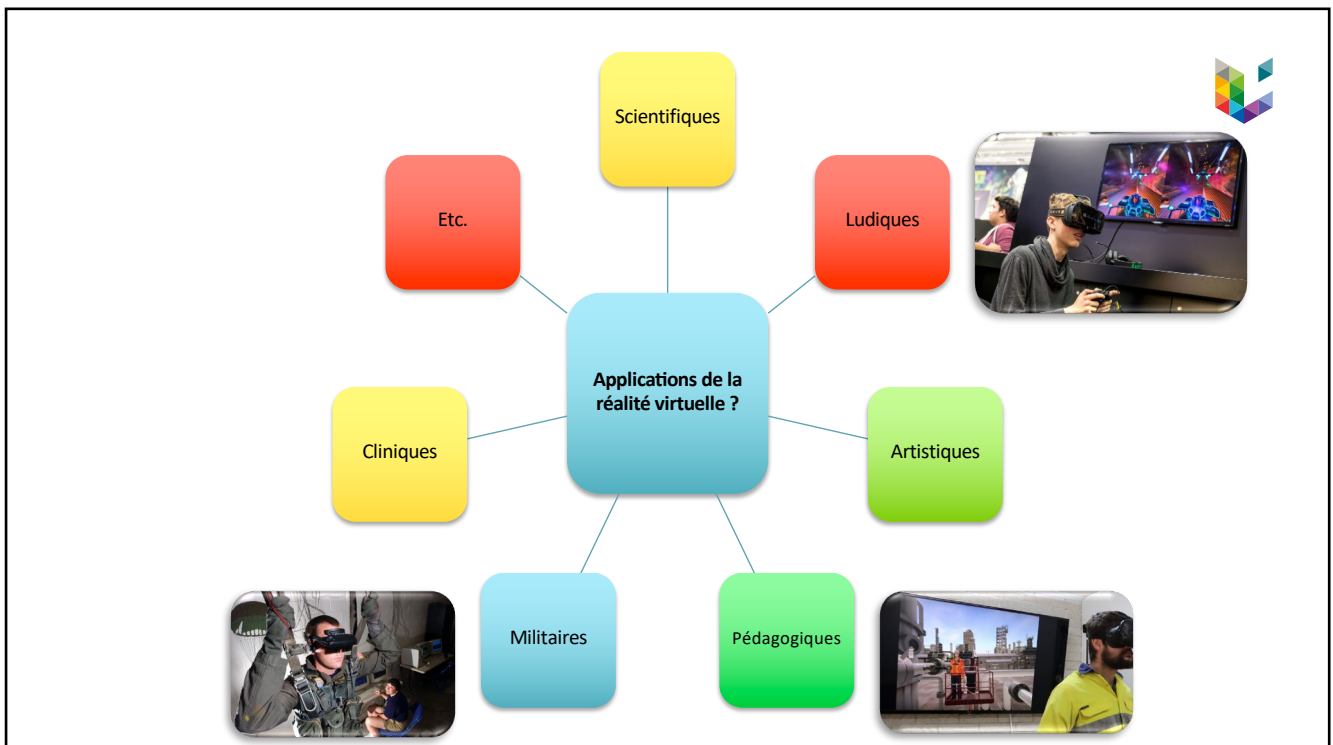 Scientifiques
Etc.
Ludiques
Applications de la
réalité virtuelle ?
Cliniques
Artistiques
Militaires
Pédagogiques